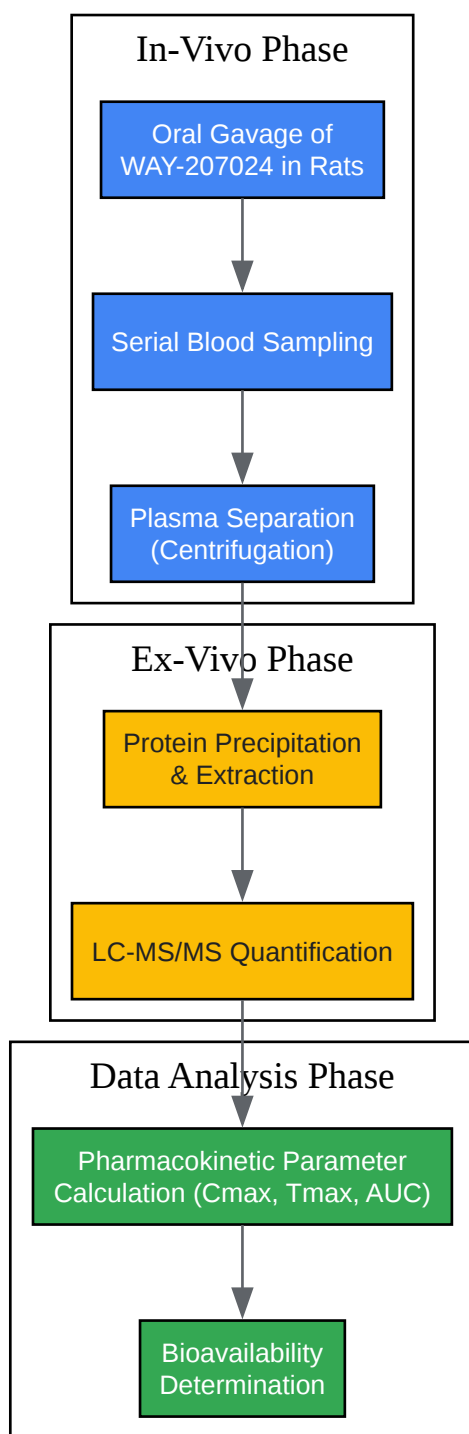 In-Vivo Phase
Oral Gavage of
WAY-207024 in Rats
Serial Blood Sampling
Plasma Separation
(Centrifugation)
Ex-Vivo Phase
Protein Precipitation
& Extraction
LC-MS/MS Quantification
Data Analysis Phase
Pharmacokinetic Parameter
Calculation (Cmax, Tmax, AUC)
Bioavailability
Determination